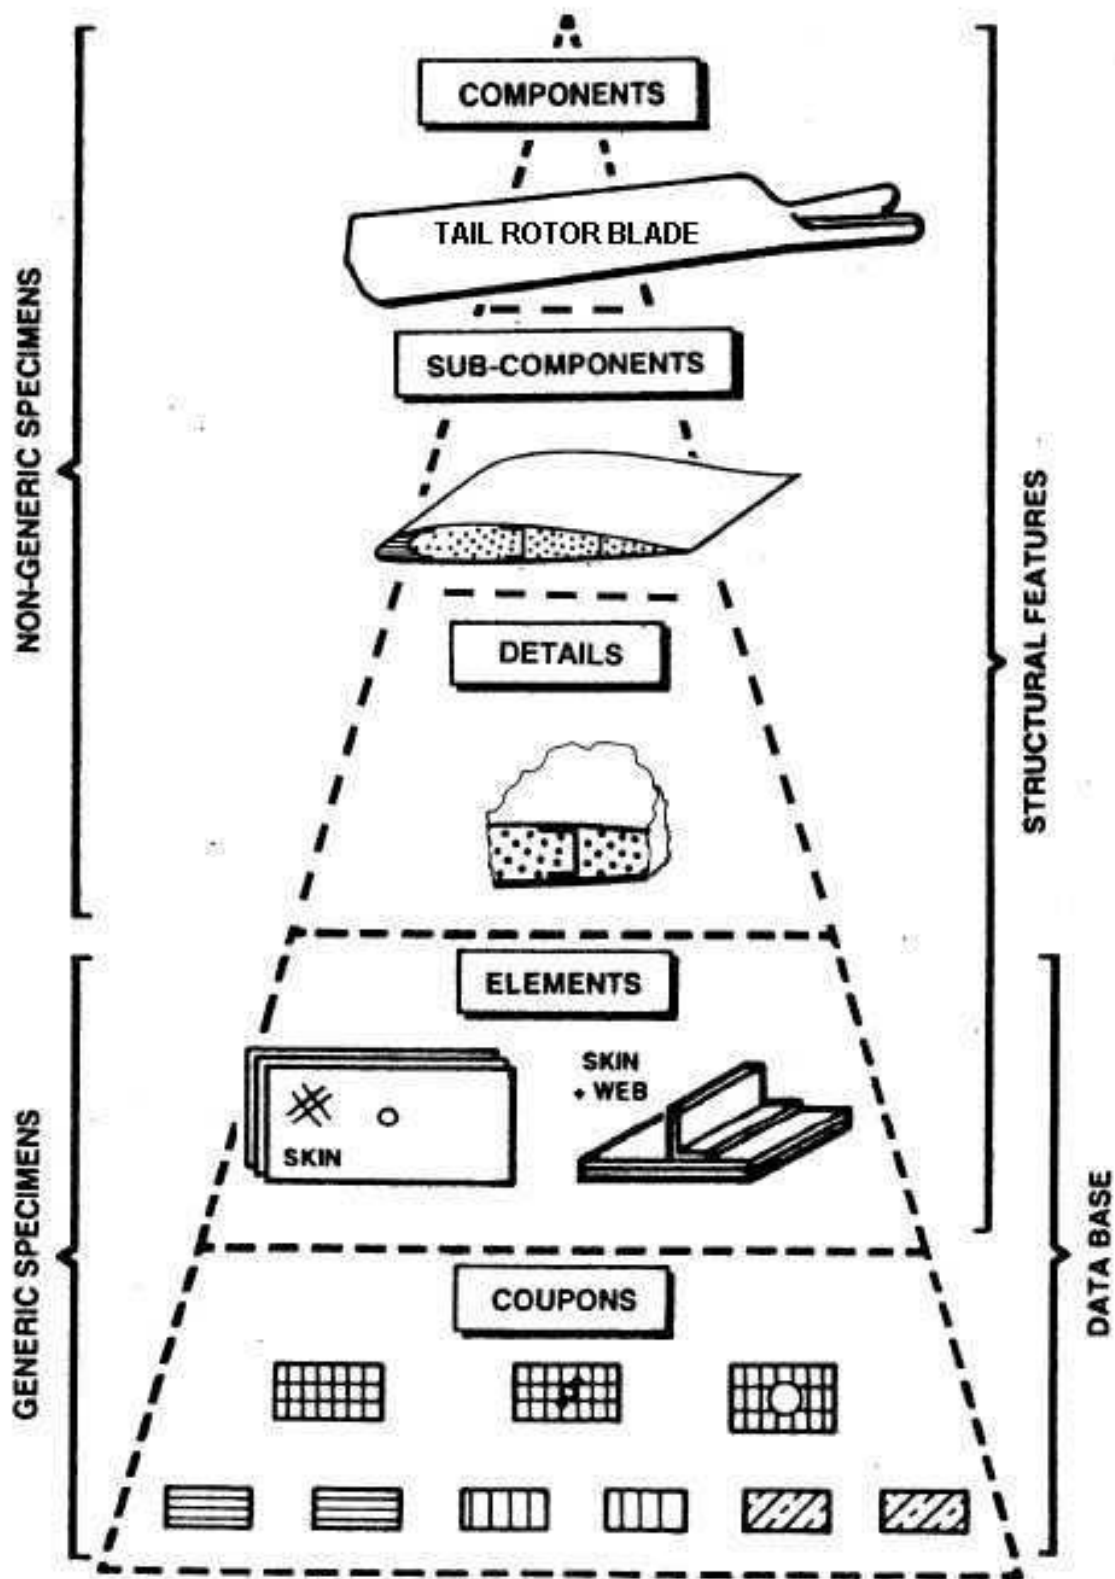 COMPONENTS
TAIL ROTOR BLADE
SUB-COMPONENTS
NON-GENERIC SPECIMENS
STRUCTURAL FEATURES
DETAILS
ELEMENTS
SKIN
SKIN
+ WEB
GENERIC SPECIMENS
DATA BASE
COUPONS